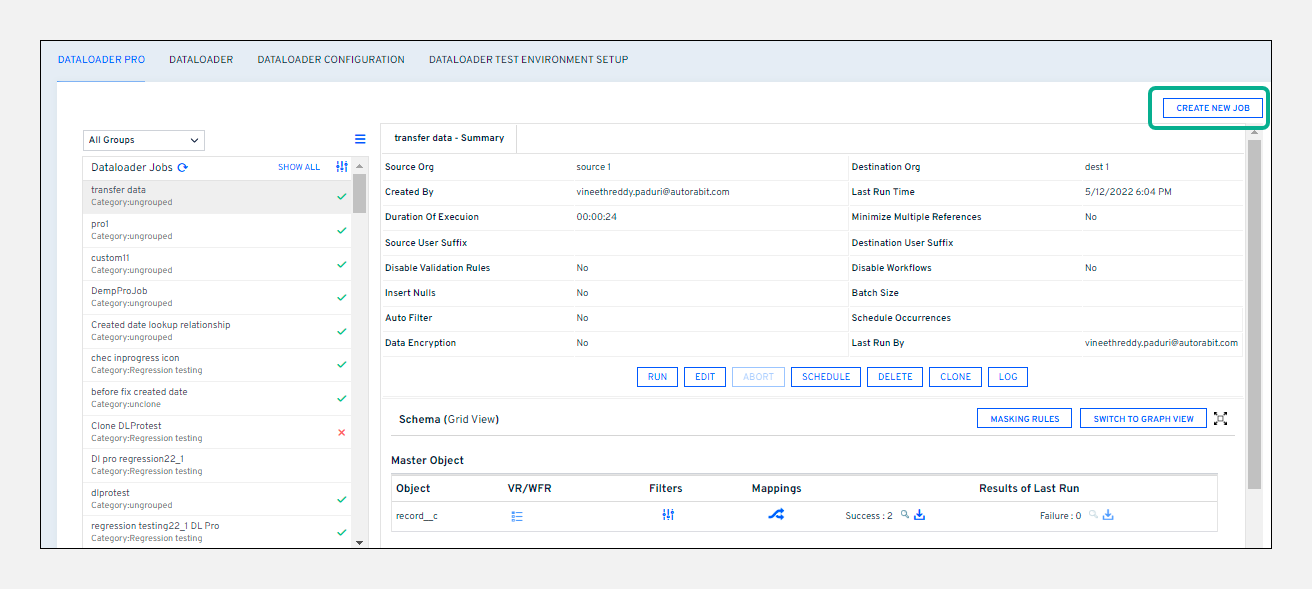 DATALOADER PRO DATALOADER DATALOADER CONFIGURATION DATALOADER TEST ENVIRONMENT SETUP
CREATE NEW JOB
All Groups
Dataloader Jobs SHOW ALL
transfer data
Category:ungrouped
pro1
Category:ungrouped
custom11
Category:ungrouped
DempProJob
Category:ungrouped
Created date lookup relationship
Category:ungrouped
chec inprogress icon
Category:Regression testing
before fix created date
Category:unclone
Clone DLProtest
Category:Regression testing
Dl pro regression22_1
Category:Regression testing
dlprotest
Category:ungrouped
regression testing22_1 DL Pro
Category:Regression testing
transfer data - Summary
Source Org source 1 Destination Org dest 1
Created By vineethreddy.paduri@autorabit.com Last Run Time 5/12/2022 6:04 PM
Duration Of Execuion 00:00:24 Minimize Multiple References No
Source User Suffix Destination User Suffix
Disable Validation Rules No Disable Workflows No
Insert Nulls No Batch Size
Auto Filter No Schedule Occurrences
Data Encryption No Last Run By vineethreddy.paduri@autorabit.com
RUN EDIT ABORT SCHEDULE DELETE CLONE LOG
Schema (Grid View) MASKING RULES SWITCH TO GRAPH VIEW
Master Object
Object VR/WFR Filters Mappings Results of Last Run
record__c Success : 2 Failure : 0